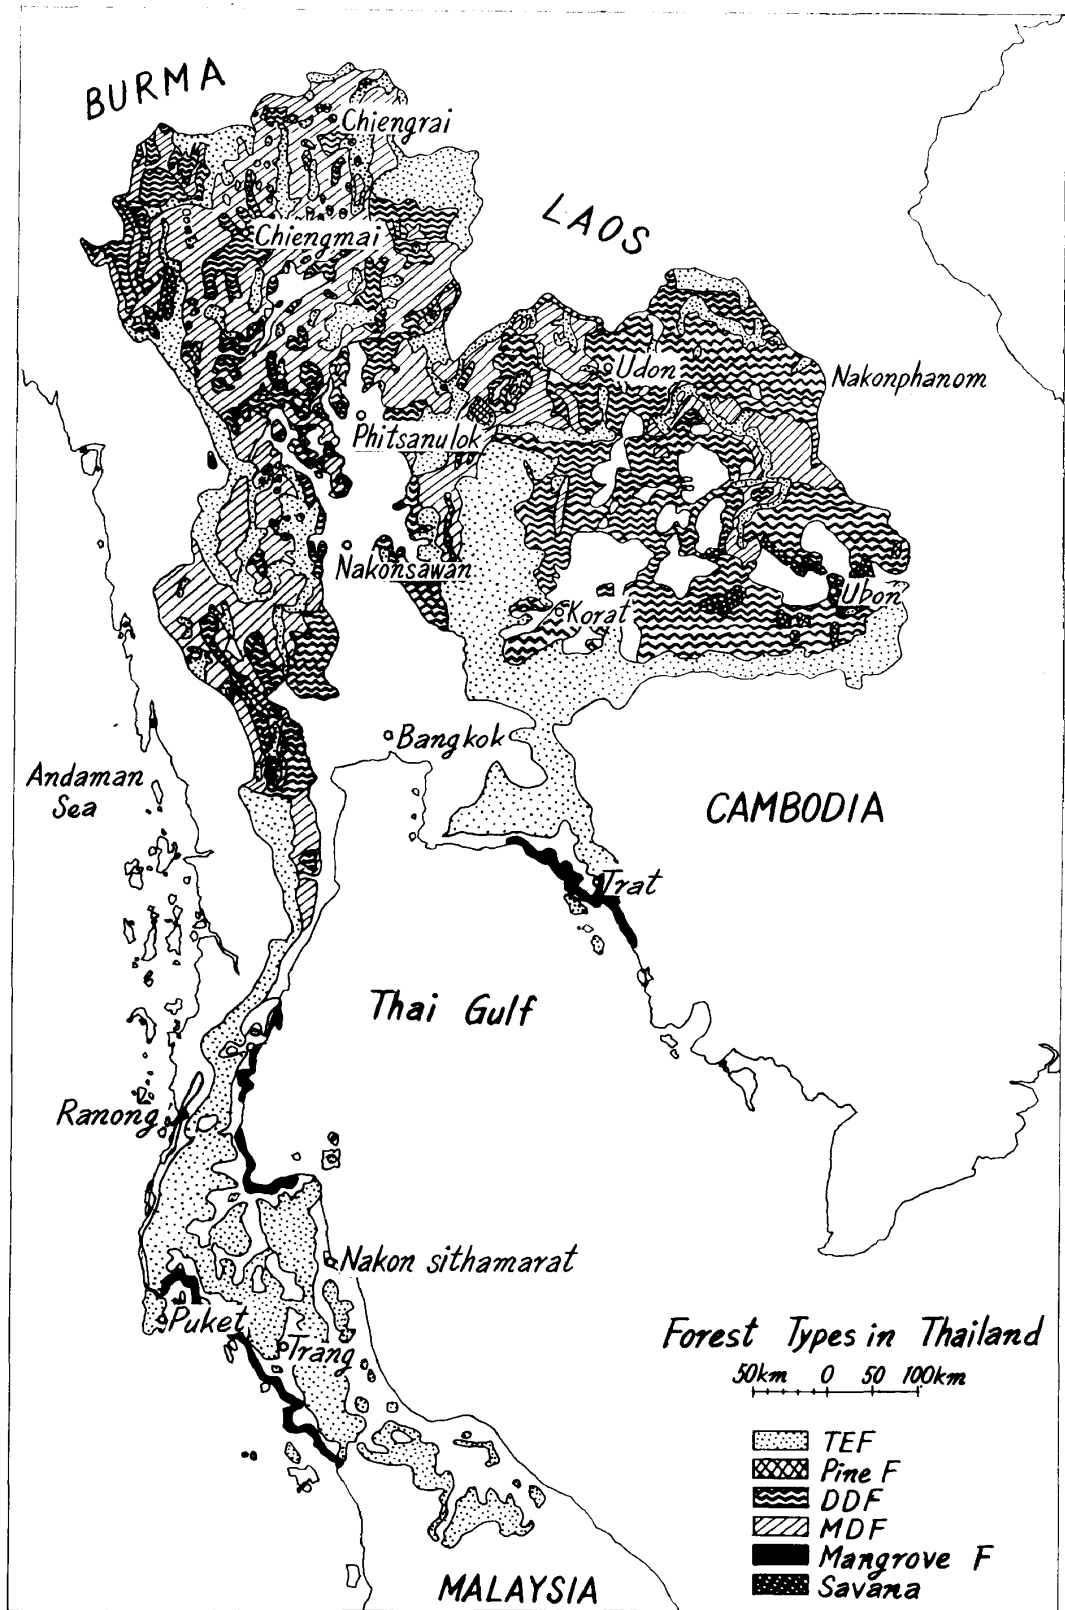 BURMA
Chiengrai
LAOS
Chiengmai
Udon
Nakonphanom
Phitsanulok
Nakonsawan
Ubon
Korat
Bangkok
Andaman
Sea
CAMBODIA
Trat
Thai Gulf
Ranong
Nakon sithamarat
Puket
Trang
Forest Types in Thailand
50km 0 50 100km
TEF
Pine F
DDF
MDF
Mangrove F
Savana
MALAYSIA